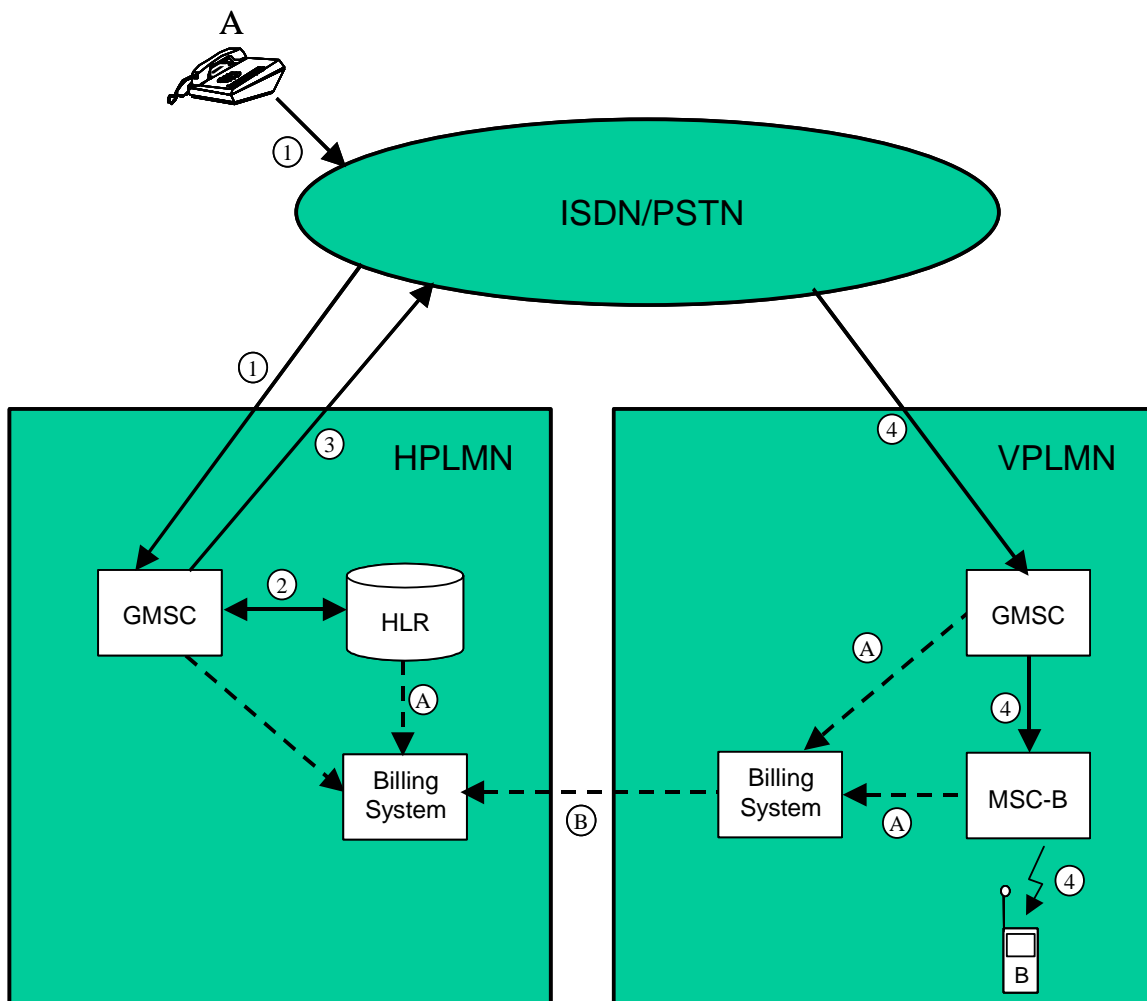 A
1
ISDN/PSTN
1
3
4
HPLMN
VPLMN
2
GMSC
HLR
GMSC
A
A
4
Billing
System
Billing
System
MSC-B
B
A
4
B